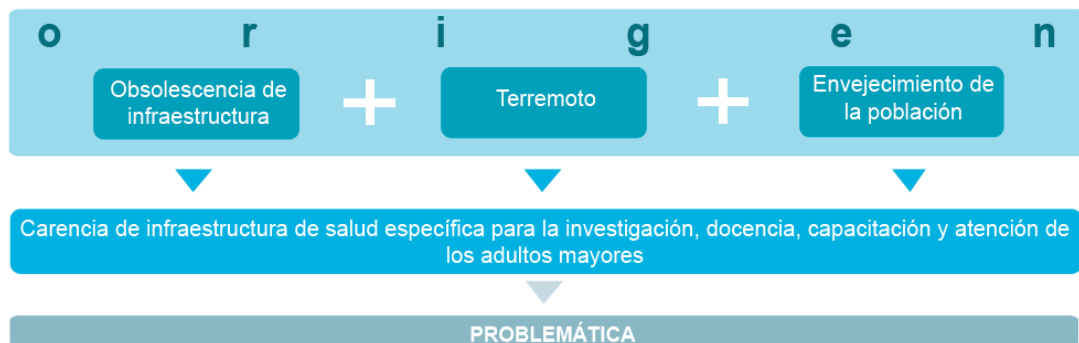 o r i g e n
Obsolescencia de
infraestructura
+
Terremoto
+
Envejecimiento de
la población
Carencia de infraestructura de salud específica para la investigación, docencia, capacitación y atención de
los adultos mayores
PROBLEMÁTICA